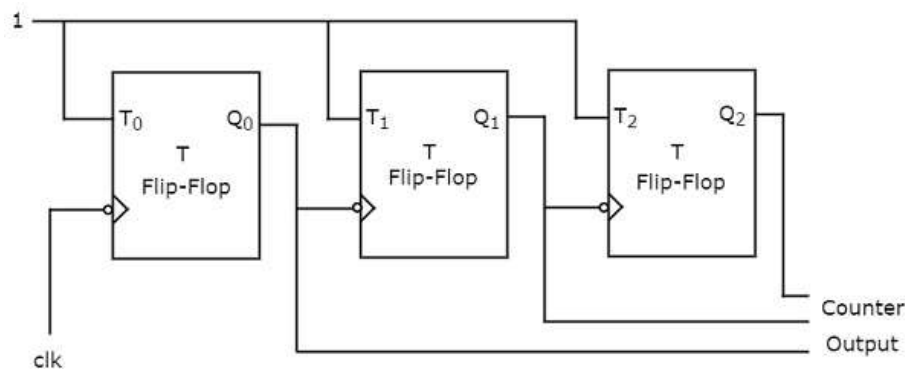 1
T₀ Q₀
T
Flip-Flop
T₁ Q₁
T
Flip-Flop
T₂ Q₂
T
Flip-Flop
clk
Counter
Output